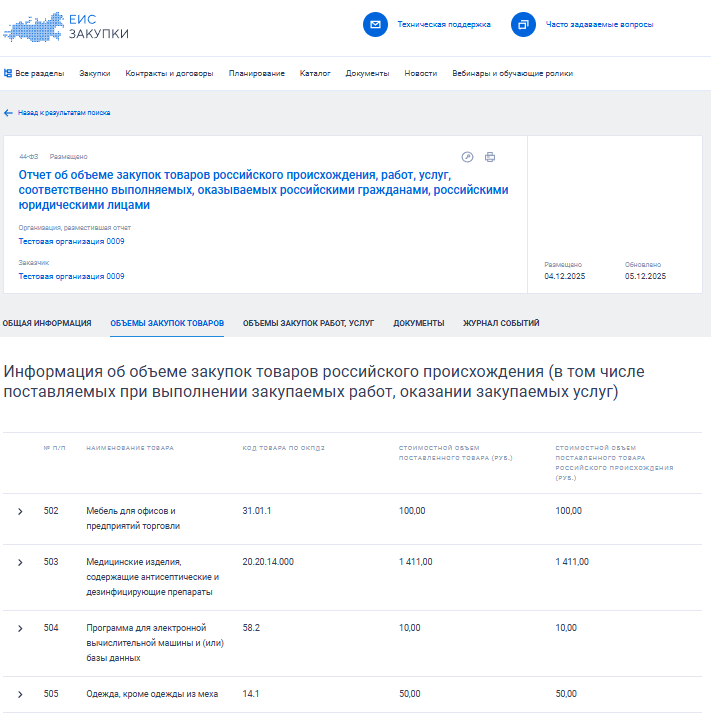 ЕИС
ЗАКУПКИ
Техническая поддержка
Часто задаваемые вопросы
Все разделы
Закупки
Контракты и договоры
Планирование
Каталог
Документы
Новости
Вебинары и обучающие ролики
Назад к результатам поиска
44-ФЗ Размещено
Отчет об объеме закупок товаров российского происхождения, работ, услуг,
соответственно выполняемых, оказываемых российскими гражданами, российскими
юридическими лицами
Организация, разместившая отчет
Тестовая организация 0009
Заказчик
Тестовая организация 0009
Размещено
04.12.2025
Обновлено
05.12.2025
ОБЩАЯ ИНФОРМАЦИЯ
ОБЪЕМЫ ЗАКУПОК ТОВАРОВ
ОБЪЕМЫ ЗАКУПОК РАБОТ, УСЛУГ
ДОКУМЕНТЫ
ЖУРНАЛ СОБЫТИЙ
Информация об объеме закупок товаров российского происхождения (в том числе
поставляемых при выполнении закупаемых работ, оказании закупаемых услуг)
№ П/П
НАИМЕНОВАНИЕ ТОВАРА
КОД ТОВАРА ПО ОКПД2
СТОИМОСТНОЙ ОБЪЕМ
ПОСТАВЛЕННОГО ТОВАРА (РУБ.)
СТОИМОСТНОЙ ОБЪЕМ
ПОСТАВЛЕННОГО ТОВАРА,
РОССИЙСКОГО ПРОИСХОЖДЕНИЯ
(РУБ.)
502
Мебель для офисов и
предприятий торговли
31.01.1
100,00
100,00
503
Медицинские изделия,
содержащие антисептические и
дезинфицирующие препараты
20.20.14.000
1 411,00
1 411,00
504
Программа для электронной
вычислительной машины и (или)
базы данных
58.2
10,00
10,00
505
Одежда, кроме одежды из меха
14.1
50,00
50,00